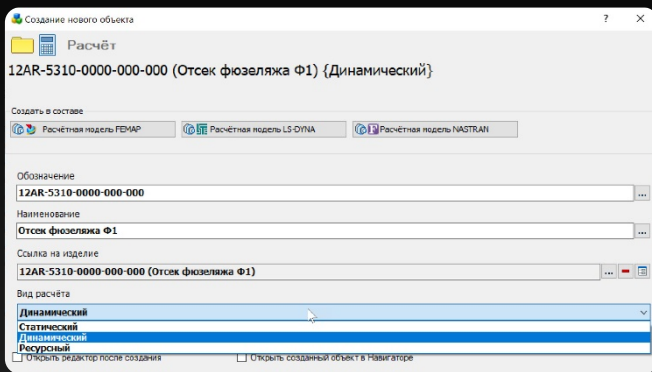 Создание нового объекта
Расчёт
12AR-5310-0000-000-000 (Отсек фюзеляжа Ф1) {Динамический}
Создать в составе
Расчётная модель FEMAP Расчётная модель LS-DYNA Расчётная модель NASTRAN
Обозначение
12AR-5310-0000-000-000
Наименование
Отсек фюзеляжа Ф1
Ссылка на изделие
12AR-5310-0000-000-000 (Отсек фюзеляжа Ф1)
Вид расчёта
Динамический
Статический
Динамический
Ресурсный
Открыть редактор после создания Открыть созданный объект в Навигаторе